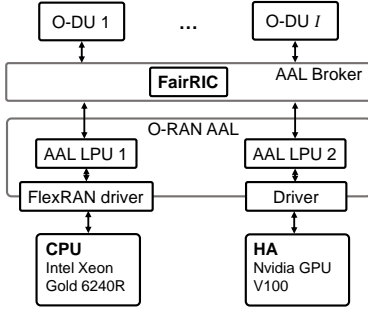 O-DU 1
...
O-DU I
AAL Broker
FairRIC
O-RAN AAL
AAL LPU 1
AAL LPU 2
FlexRAN driver
Driver
CPU
Intel Xeon
Gold 6240R
HA
Nvidia GPU
V100